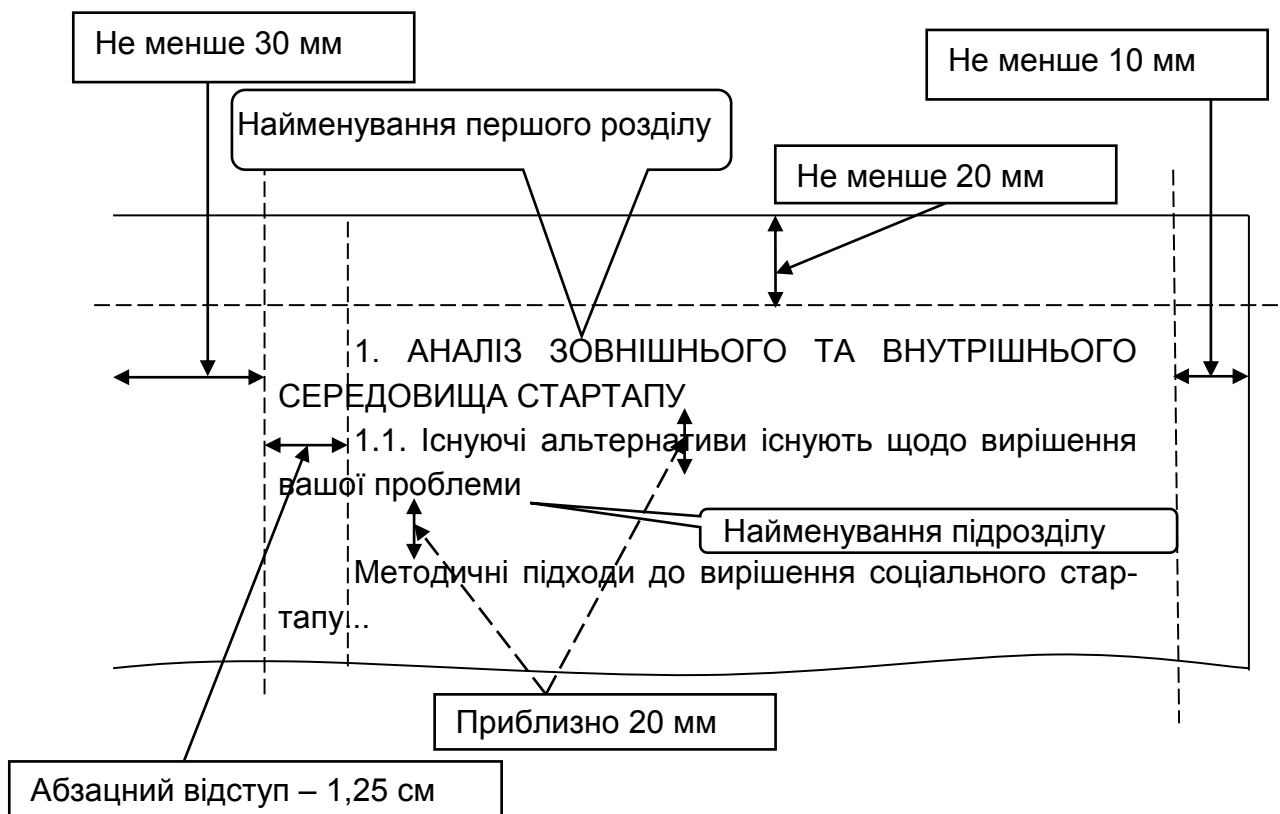 Не менше 30 мм
Не менше 10 мм
Найменування першого розділу
Не менше 20 мм
1. АНАЛІЗ ЗОВНІШНЬОГО ТА ВНУТРІШНЬОГО
СЕРЕДОВИЩА СТАРТАПУ
1.1. Існуючі альтернативи існують щодо вирішення
вашої проблеми
Найменування підрозділу
Методичні підходи до вирішення соціального стар-
тапу...
Приблизно 20 мм
Абзацний відступ – 1,25 см